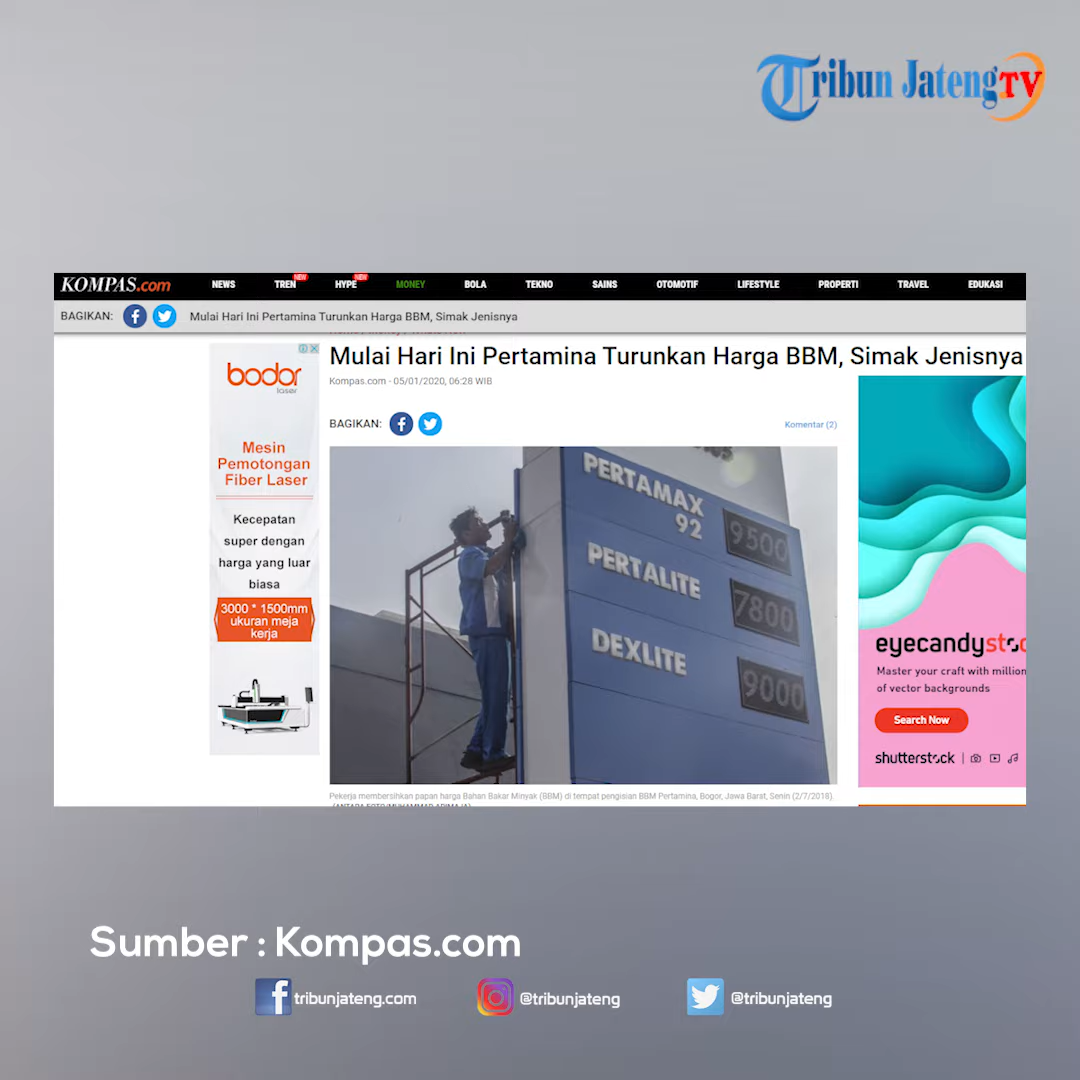 Tribun Jateng TV
KOMPAS.com
NEWS
TREN
NEW
HYPE
NEW
MONEY
BOLA
TEKNO
SAINS
OTOMOTIF
LIFESTYLE
PROPERTI
TRAVEL
EDUKASI
BAGIKAN:
Mulai Hari Ini Pertamina Turunkan Harga BBM, Simak Jenisnya
Mulai Hari Ini Pertamina Turunkan Harga BBM, Simak Jenisnya
Kompas.com - 05/01/2020, 06:28 WIB
BAGIKAN:
Komentar (2)
bodor
laser
Mesin
Pemotongan
Fiber Laser
Kecepatan
super dengan
harga yang luar
biasa
3000 * 1500mm
ukuran meja
kerja
PERTAMAX
92
9500
PERTALITE
7800
DEXLITE
9000
eyecandystoc
Master your craft with million
of vector backgrounds
Search Now
shutterstock
Pekerja membersihkan papan harga Bahan Bakar Minyak (BBM) di tempat pengisian BBM Pertamina, Bogor, Jawa Barat, Senin (2/7/2018).
Sumber : Kompas.com
tribunjateng.com
@tribunjateng
@tribunjateng